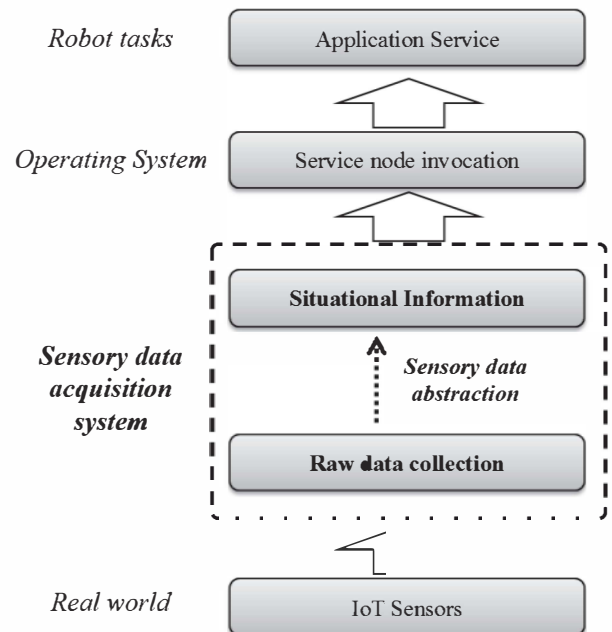 Robot tasks
Application Service
Operating System
Service node invocation
Situational Information
Sensory data
acquisition
system
Sensory data
abstraction
Raw data collection
Real world
IoT Sensors